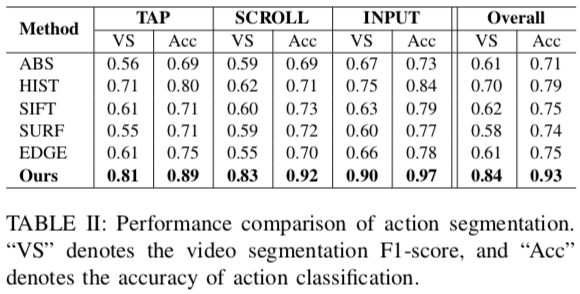 Method TAP SCROLL INPUT Overall
VS Acc VS Acc VS Acc VS Acc
ABS 0.56 0.69 0.59 0.69 0.67 0.73 0.61 0.71
HIST 0.71 0.80 0.62 0.71 0.75 0.84 0.70 0.79
SIFT 0.61 0.71 0.60 0.73 0.63 0.79 0.62 0.75
SURF 0.55 0.71 0.59 0.72 0.60 0.77 0.58 0.74
EDGE 0.61 0.75 0.55 0.70 0.66 0.78 0.61 0.75
Ours 0.81 0.89 0.83 0.92 0.90 0.97 0.84 0.93
TABLE II: Performance comparison of action segmentation.
“VS” denotes the video segmentation F1-score, and “Acc”
denotes the accuracy of action classification.